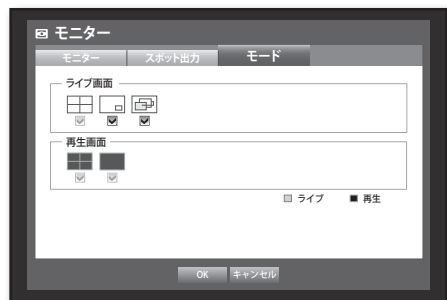 モニター
モニター スポット出力 モード
ライブ画面
再生画面
ライブ 再生
OK キャンセル